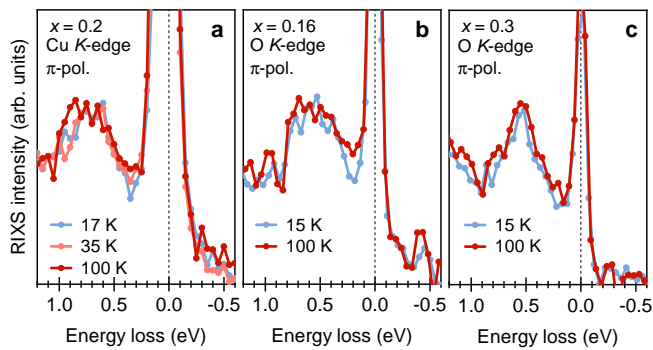 x = 0.2
Cu K-edge
π-pol.
a
17 K
35 K
100 K
x = 0.16
O K-edge
π-pol.
b
15 K
100 K
x = 0.3
O K-edge
π-pol.
c
15 K
100 K
RIXS intensity (arb. units)
1.0 0.5 0.0 -0.5
1.0 0.5 0.0 -0.5
1.0 0.5 0.0 -0.5
Energy loss (eV)
Energy loss (eV)
Energy loss (eV)